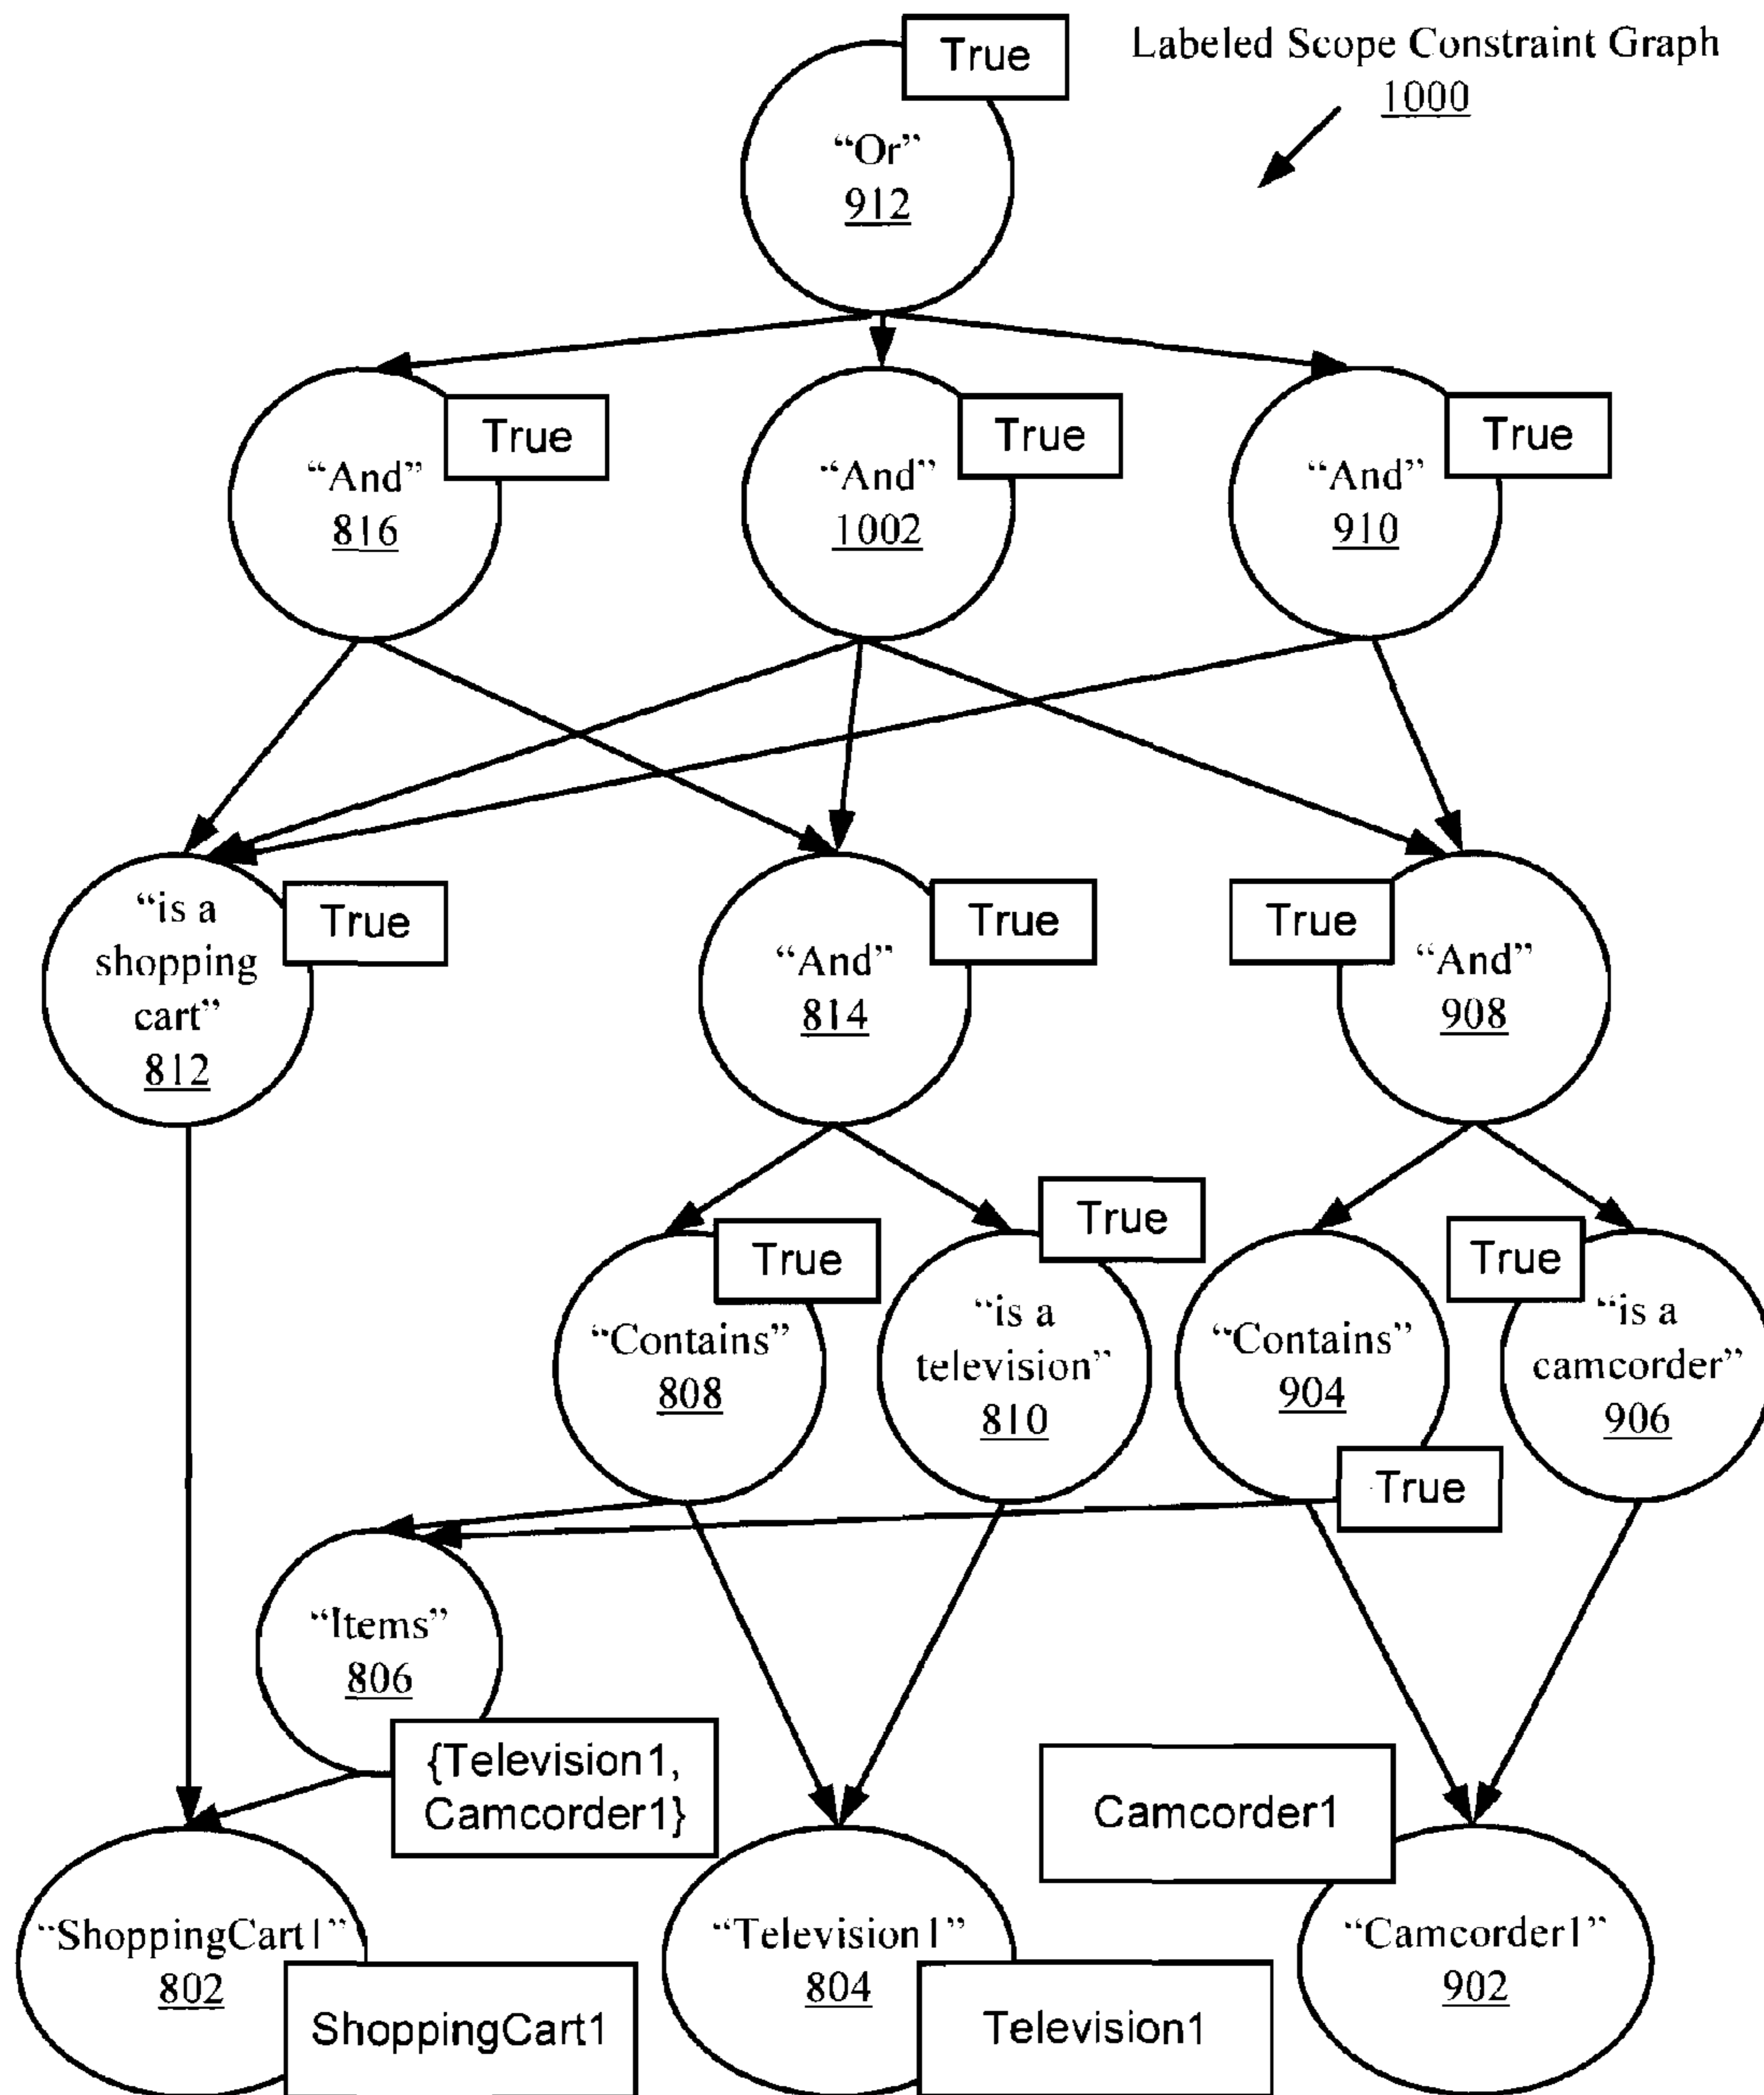 True
Labeled Scope Constraint Graph
1000
“Or”
912
True
True
True
“And”
816
“And”
1002
“And”
910
“is a
shopping
cart”
812
True
True
“And”
814
True
“And”
908
True
True
True
“Contains”
808
“is a
television”
810
“Contains”
904
True
“is a
camcorder”
906
True
“Items”
806
{Television1,
Camcorder1}
Camcorder1
“ShoppingCart1”
802
ShoppingCart1
“Television1”
804
Television1
“Camcorder1”
902